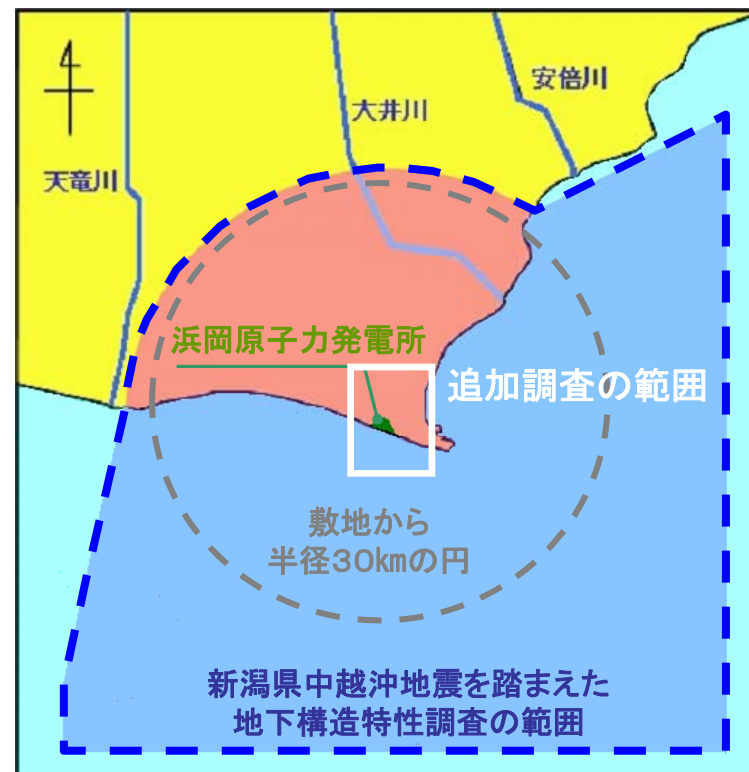 安倍川
大井川
天竜川
浜岡原子力発電所
追加調査の範囲
敷地から
半径30㎞の円
新潟県中越沖地震を踏まえた
地下構造特性調査の範囲